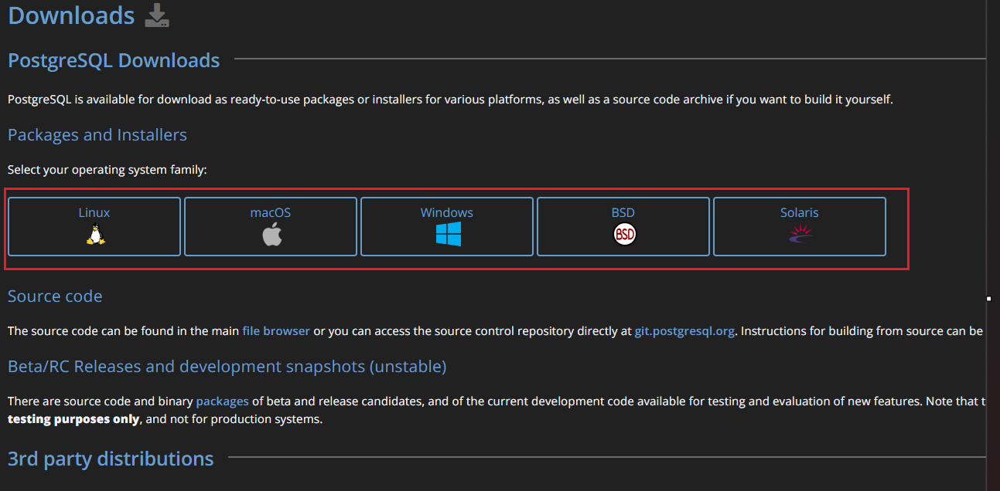 Downloads
PostgreSQL Downloads
PostgreSQL is available for download as ready-to-use packages or installers for various platforms, as well as a source code archive if you want to build it yourself.
Packages and Installers
Select your operating system family:
Linux macOS Windows BSD Solaris
BSD
Source code
The source code can be found in the main file browser or you can access the source control repository directly at git.postgresql.org. Instructions for building from source can be
Beta/RC Releases and development snapshots (unstable)
There are source code and binary packages of beta and release candidates, and of the current development code available for testing and evaluation of new features. Note that t
testing purposes only, and not for production systems.
3rd party distributions